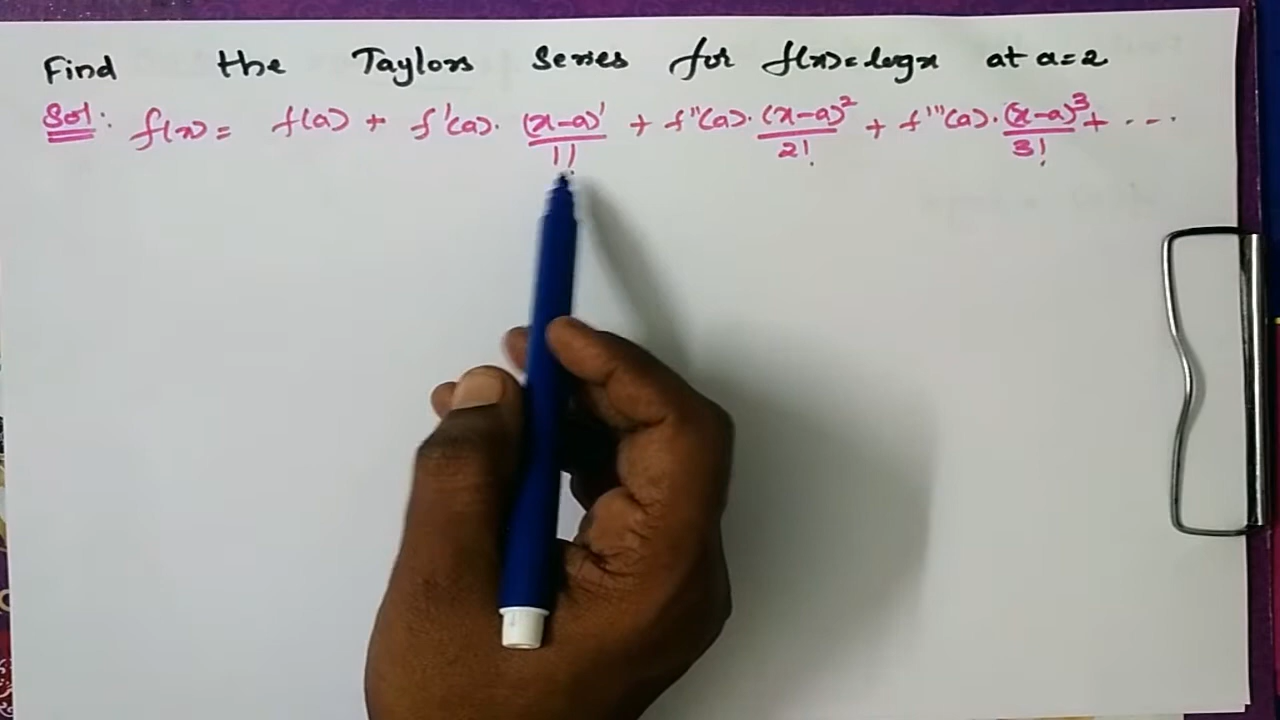 Find the Taylors Series for f(x)=logx at a=2
Sol: f(x) = f(a) + f'(a). (x-a)'/1! + f''(a). (x-a)²/2! + f'''(a). (x-a)³/3! + ...